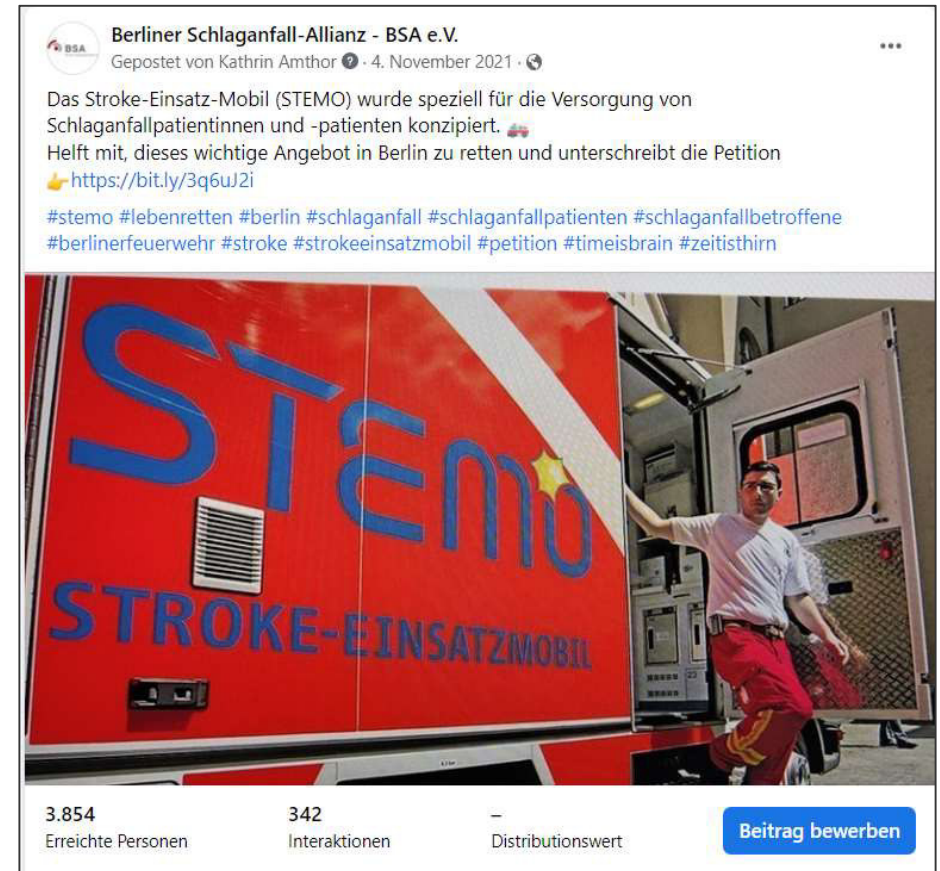 BSA
Berliner Schlaganfall-Allianz - BSA e.V.
Gepostet von Kathrin Amthor ? · 4. November 2021 ·
Das Stroke-Einsatz-Mobil (STEMO) wurde speziell für die Versorgung von
Schlaganfallpatientinnen und -patienten konzipiert. 🚑
Helft mit, dieses wichtige Angebot in Berlin zu retten und unterschreibt die Petition
👉https://bit.ly/3q6uJ2i
#stemo #lebenretten #berlin #schlaganfall #schlaganfallpatienten #schlaganfallbetroffene
#berlinerfeuerwehr #stroke #strokeeinsatzmobil #petition #timeisbrain #zeitisthirn
STEMO
STROKE-EINSATZMOBIL
3.854
Erreichte Personen
342
Interaktionen
–
Distributionswert
Beitrag bewerben